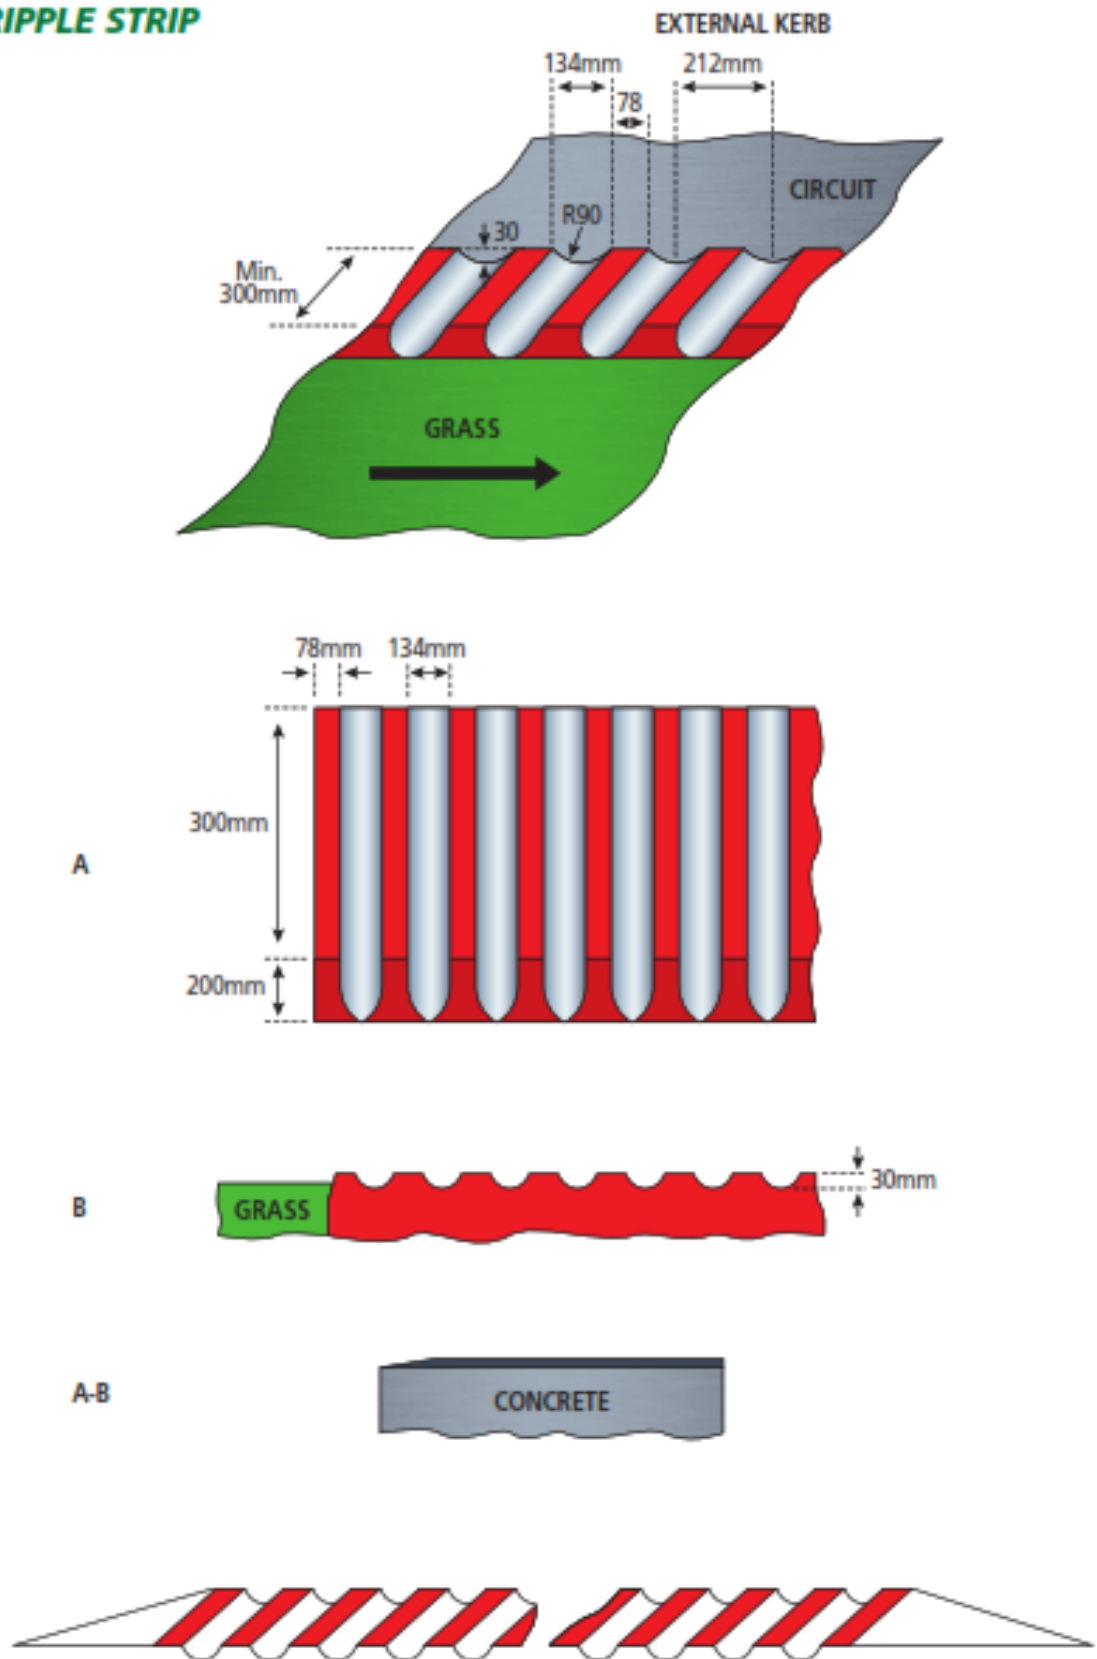 RIPPLE STRIP
EXTERNAL KERB
134mm
212mm
78
CIRCUIT
R90
30
Min.
300mm
GRASS
78mm
134mm
300mm
A
200mm
30mm
B
GRASS
A-B
CONCRETE